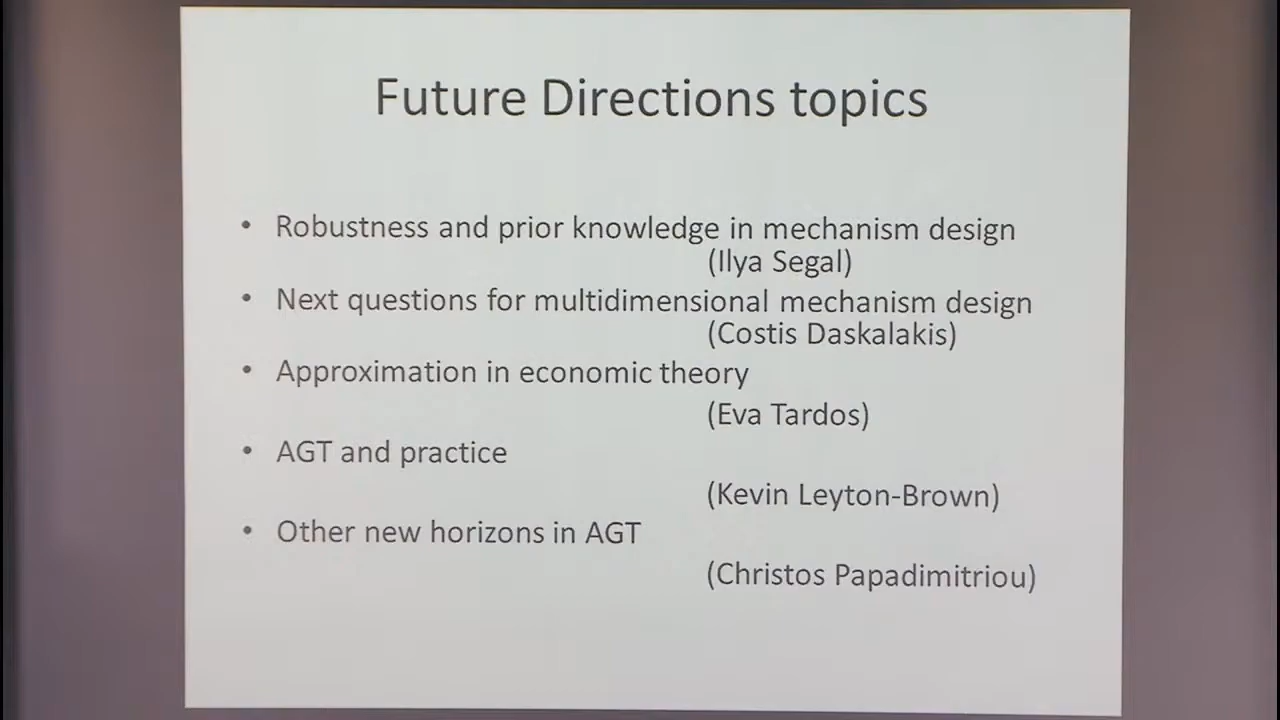 Future Directions topics
• Robustness and prior knowledge in mechanism design
(Ilya Segal)
• Next questions for multidimensional mechanism design
(Costis Daskalakis)
• Approximation in economic theory
(Eva Tardos)
• AGT and practice
(Kevin Leyton-Brown)
• Other new horizons in AGT
(Christos Papadimitriou)